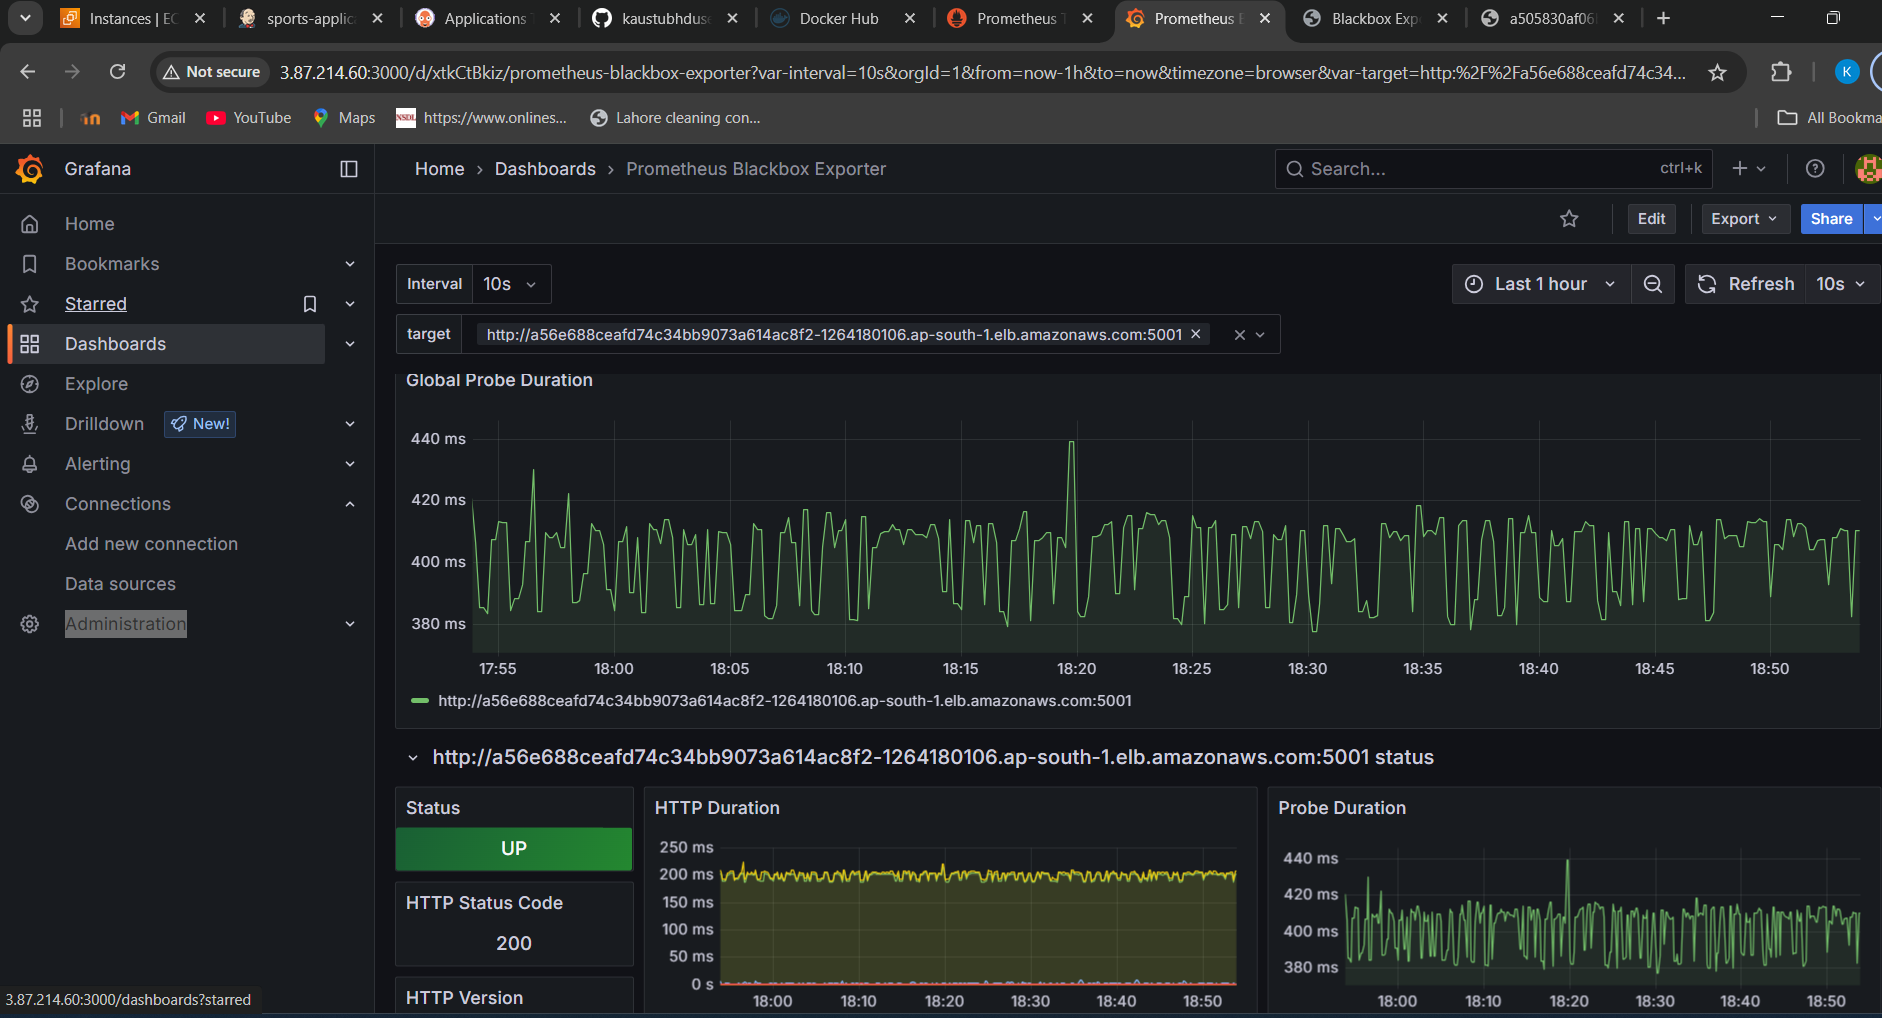 Instances | EC
sports-applic
Applications T
kaustubhduse
Docker Hub
Prometheus T
Prometheus E
Blackbox Exp
a505830af06
Not secure
3.87.214.60:3000/d/xtkCtBkiz/prometheus-blackbox-exporter?var-interval=10s&orgId=1&from=now-1h&to=now&timezone=browser&var-target=http:%2F%2Fa56e688ceafd74c34...
K
Gmail
YouTube
Maps
NSDL
https://www.onlines...
Lahore cleaning con...
All Bookma
Grafana
Home › Dashboards › Prometheus Blackbox Exporter
Search...
ctrl+k
Edit
Export
Share
Home
Bookmarks
Starred
Dashboards
Explore
Drilldown
New!
Alerting
Connections
Add new connection
Data sources
Administration
Interval
10s
Last 1 hour
Refresh
10s
target
http://a56e688ceafd74c34bb9073a614ac8f2-1264180106.ap-south-1.elb.amazonaws.com:5001
Global Probe Duration
440 ms
420 ms
400 ms
380 ms
17:55 18:00 18:05 18:10 18:15 18:20 18:25 18:30 18:35 18:40 18:45 18:50
http://a56e688ceafd74c34bb9073a614ac8f2-1264180106.ap-south-1.elb.amazonaws.com:5001
http://a56e688ceafd74c34bb9073a614ac8f2-1264180106.ap-south-1.elb.amazonaws.com:5001 status
Status
UP
HTTP Status Code
200
HTTP Version
HTTP Duration
250 ms
200 ms
150 ms
100 ms
50 ms
0 s
18:00 18:10 18:20 18:30 18:40 18:50
Probe Duration
440 ms
420 ms
400 ms
380 ms
18:00 18:10 18:20 18:30 18:40 18:50
3.87.214.60:3000/dashboards?starred